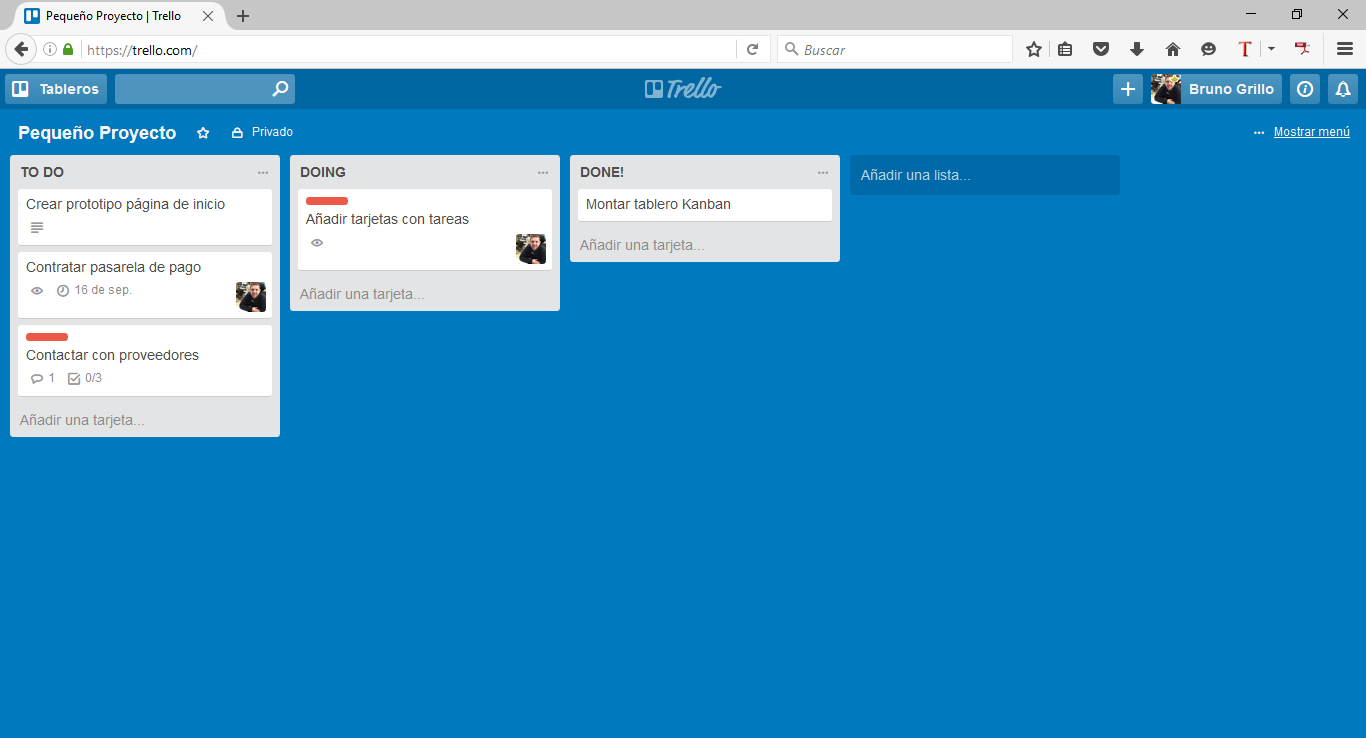 Pequeño Proyecto | Trello
https://trello.com/
Buscar
Tableros
Trello
Bruno Grillo
Pequeño Proyecto
Privado
Mostrar menú
TO DO
Crear prototipo página de inicio
Contratar pasarela de pago
16 de sep.
Contactar con proveedores
1
0/3
Añadir una tarjeta...
DOING
Añadir tarjetas con tareas
Añadir una tarjeta...
DONE!
Montar tablero Kanban
Añadir una tarjeta...
Añadir una lista...